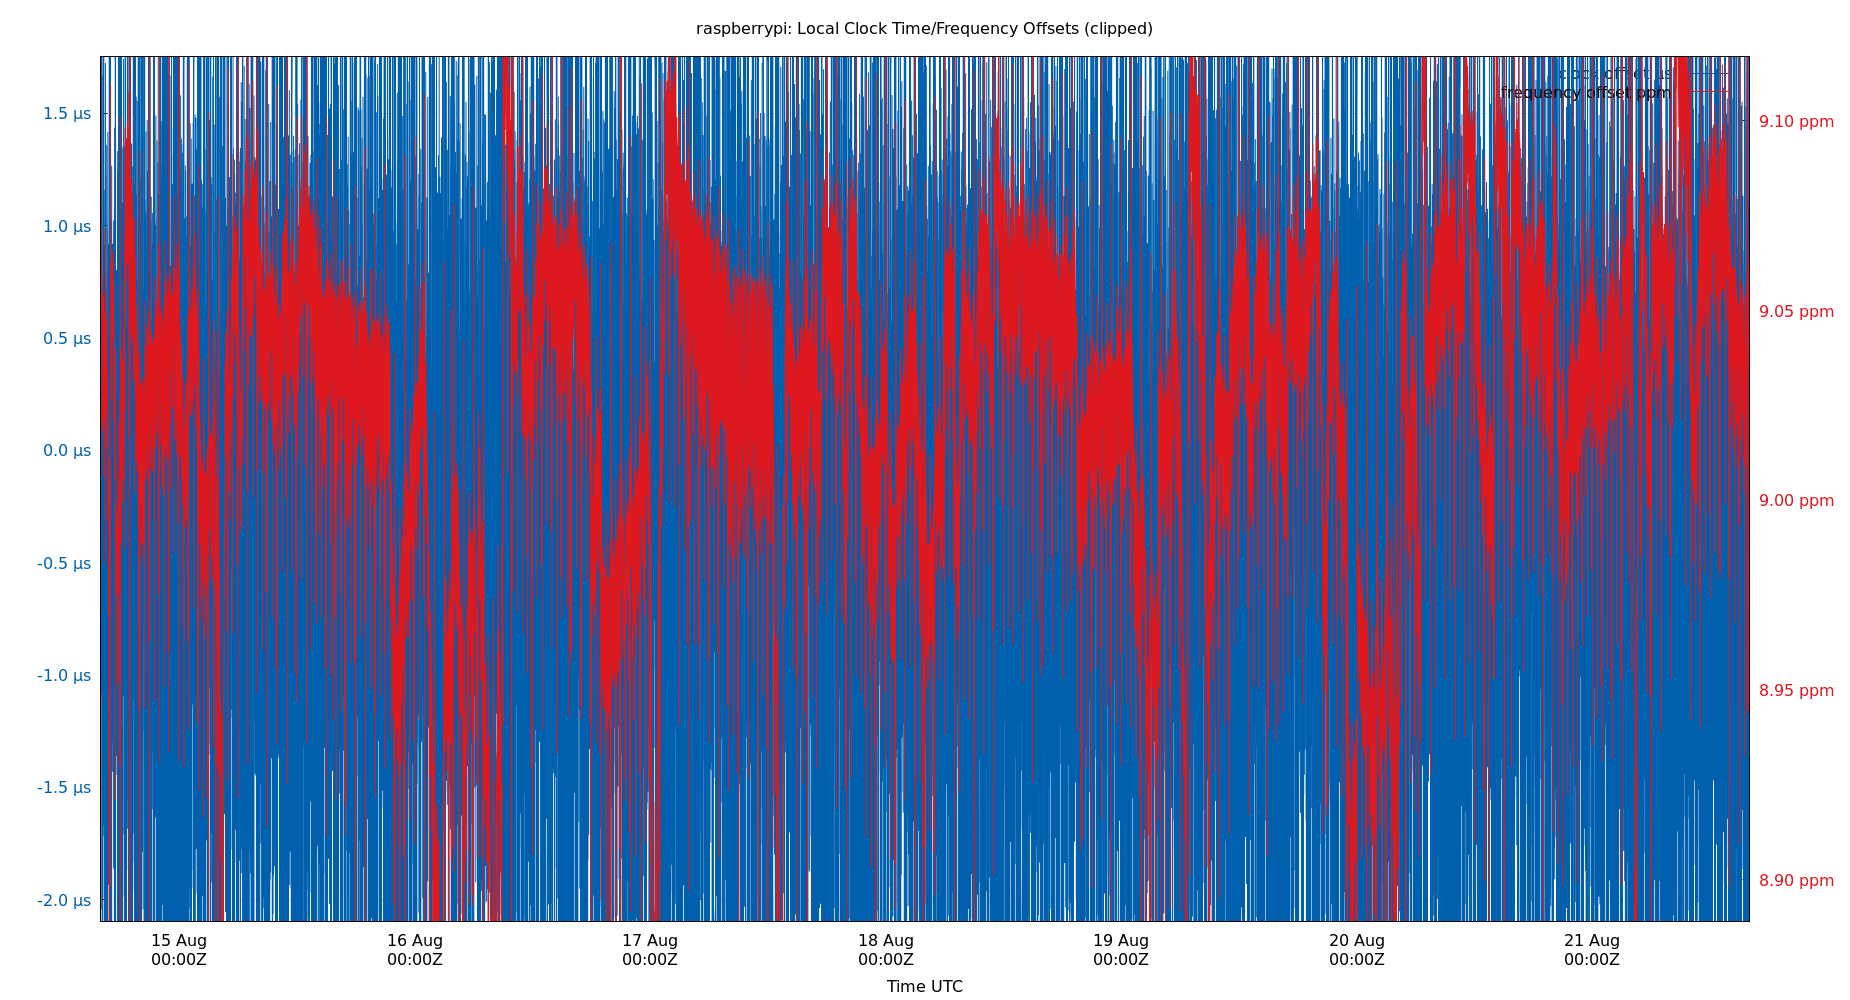 raspberrypi: Local Clock Time/Frequency Offsets (clipped)
clock offset µs
frequency offset ppm
1.5 µs
1.0 µs
0.5 µs
0.0 µs
-0.5 µs
-1.0 µs
-1.5 µs
-2.0 µs
9.10 ppm
9.05 ppm
9.00 ppm
8.95 ppm
8.90 ppm
15 Aug
00:00Z
16 Aug
00:00Z
17 Aug
00:00Z
18 Aug
00:00Z
19 Aug
00:00Z
20 Aug
00:00Z
21 Aug
00:00Z
Time UTC